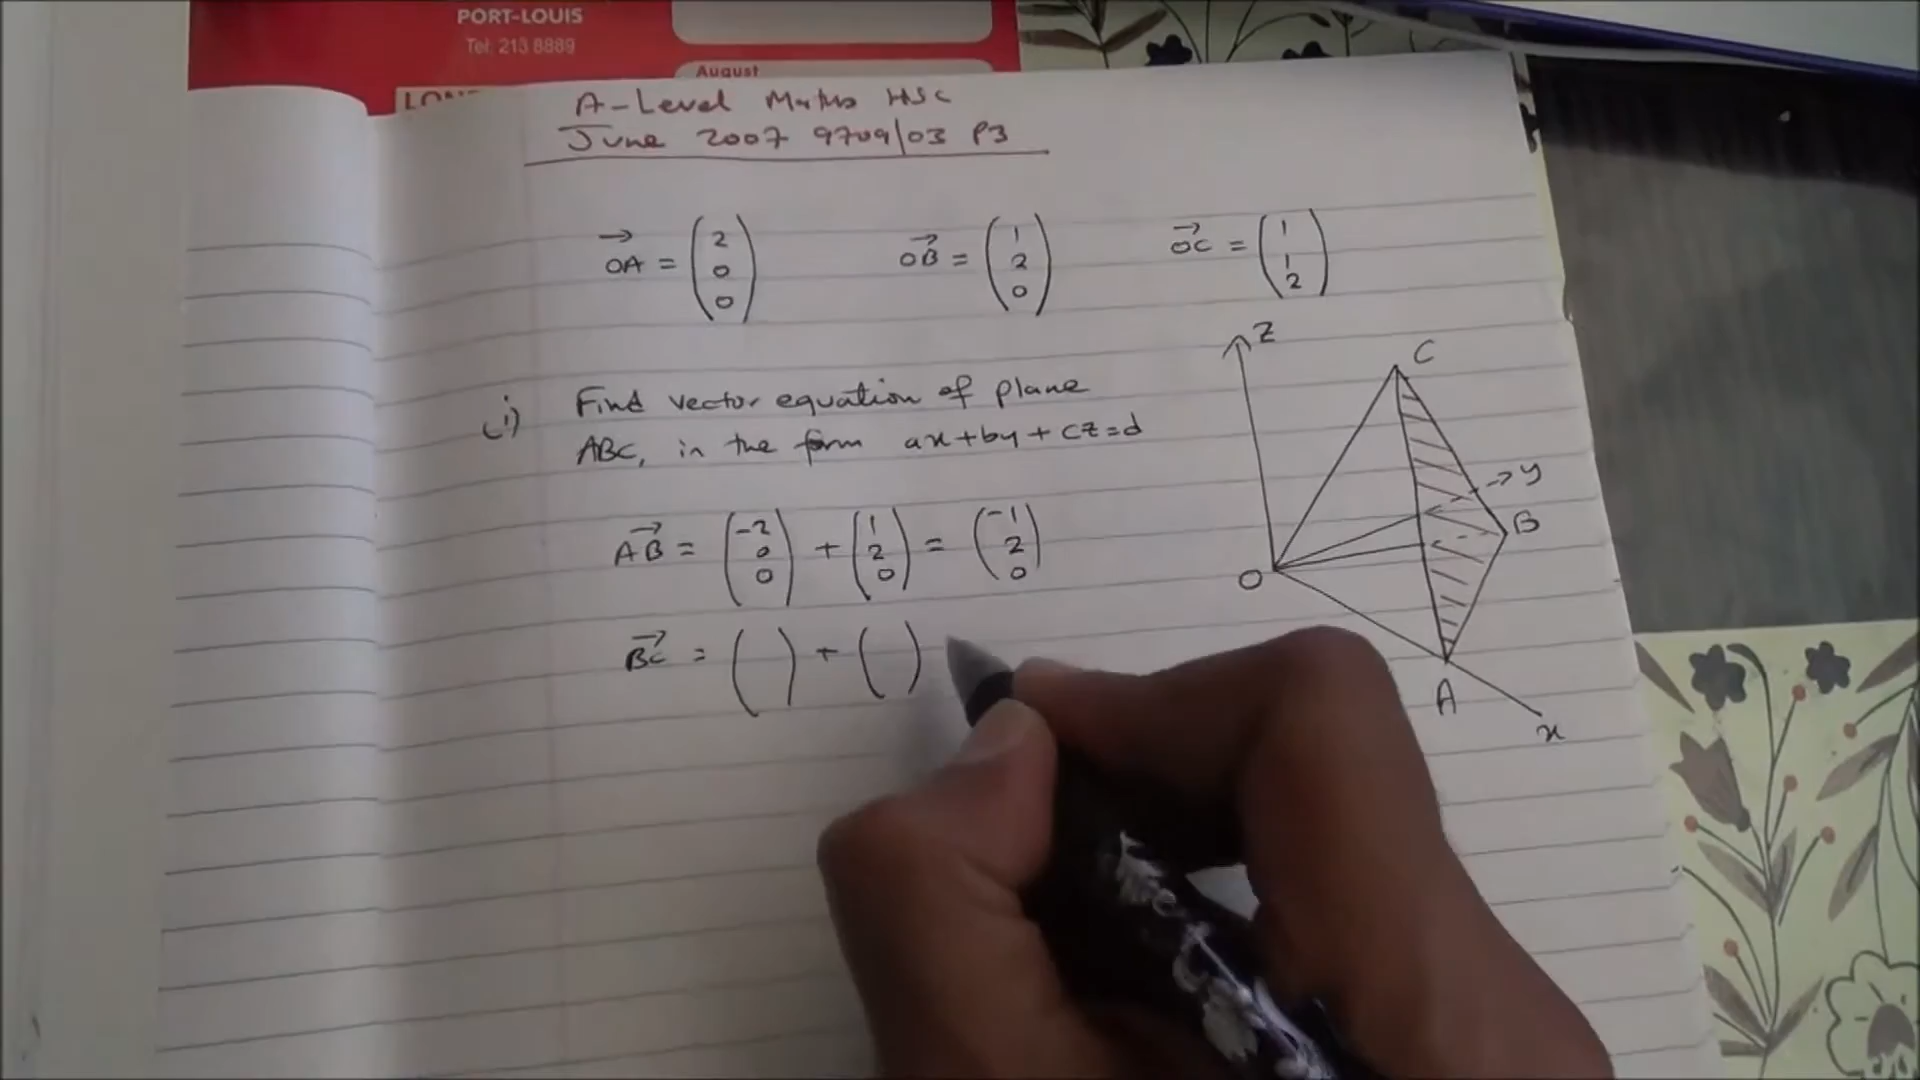 PORT-LOUIS
Tel: 213 8889
August
A-Level Maths HSC
June 2007 9709/03 P3
OA = (2 0 0) OB = (1 2 0) OC = (1 1 2)
(i) Find vector equation of plane
ABC, in the form ax+by+cz=d
AB = (-2 0 0) + (1 2 0) = (-1 2 0)
BC = ( ) + ( )
Z
C
y
B
O
A
x